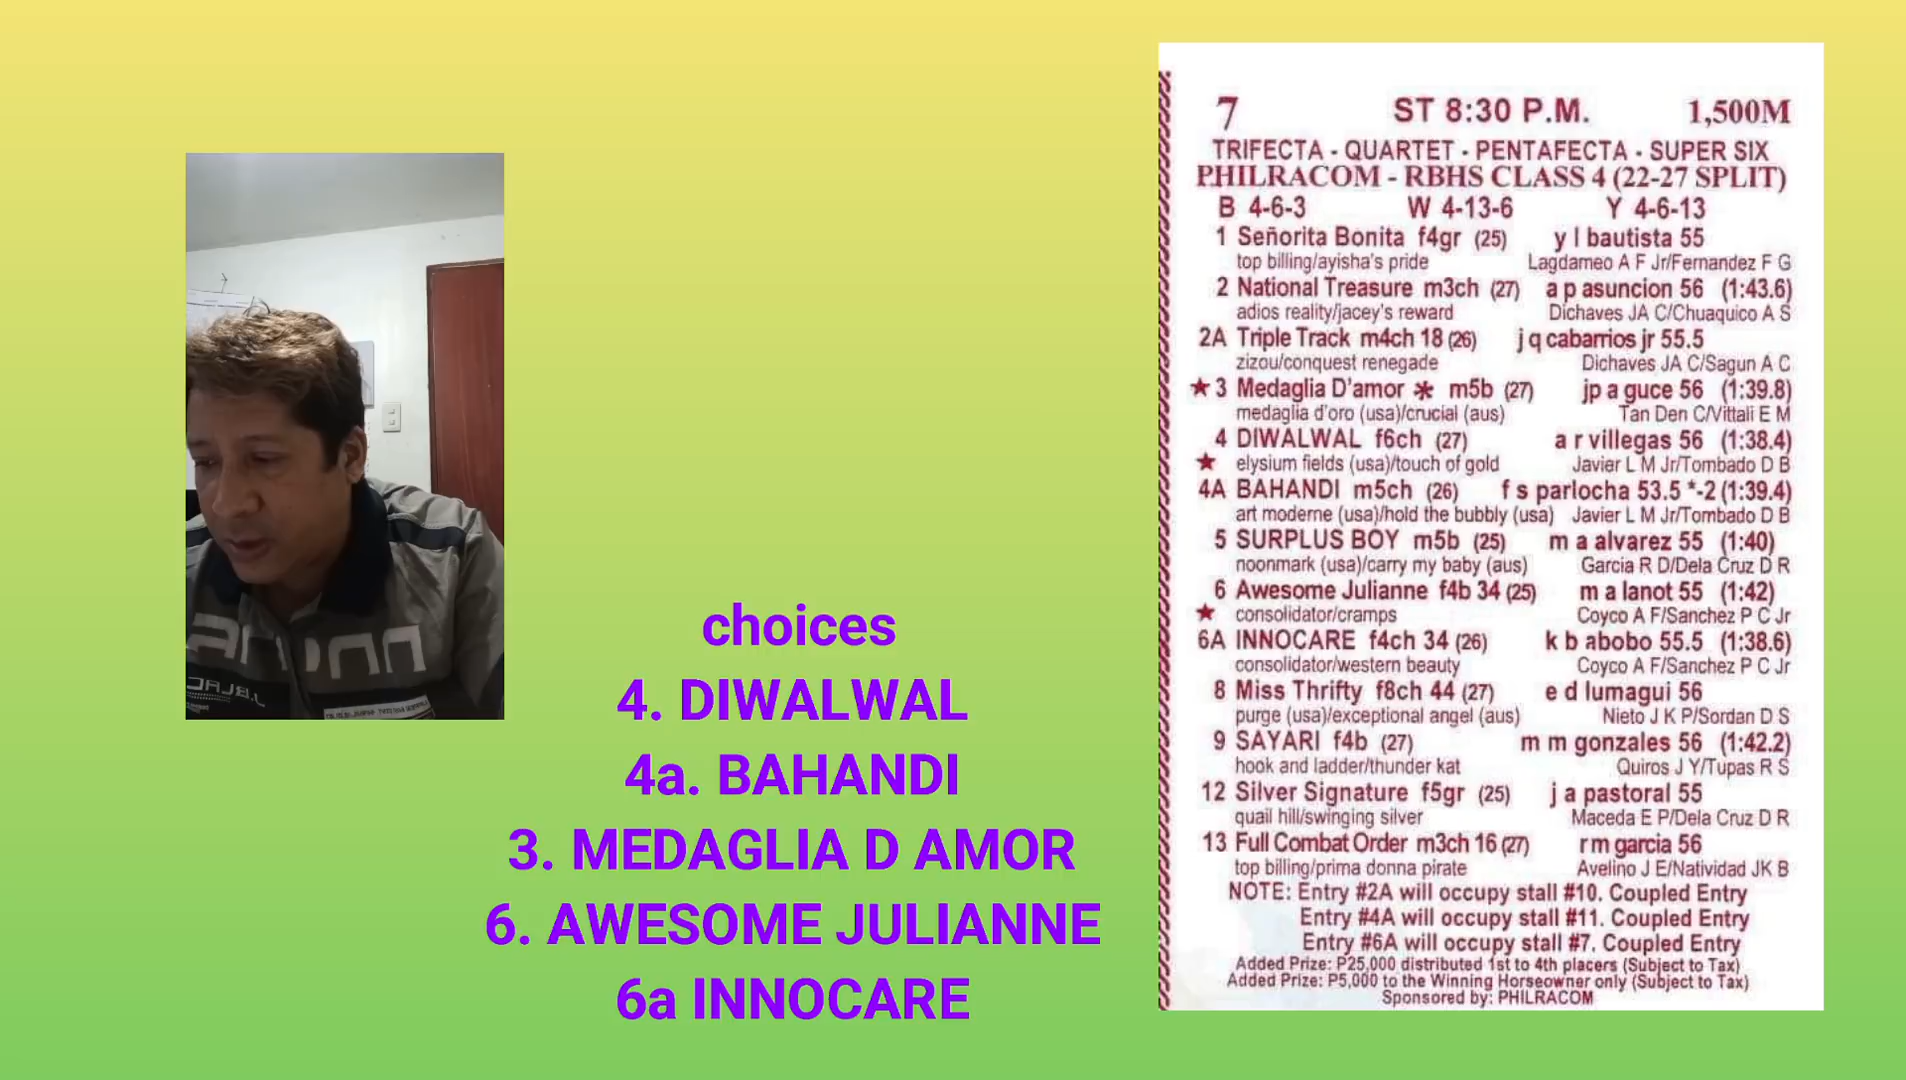 choices
4. DIWALWAL
4a. BAHANDI
3. MEDAGLIA D AMOR
6. AWESOME JULIANNE
6a INNOCARE
7 ST 8:30 P.M. 1,500M
TRIFECTA - QUARTET - PENTAFECTA - SUPER SIX
PHILRACOM - RBHS CLASS 4 (22-27 SPLIT)
B 4-6-3 W 4-13-6 Y 4-6-13
1 Señorita Bonita f4gr (25) y l bautista 55
top billing/ayisha's pride Lagdameo A F Jr/Fernandez F G
2 National Treasure m3ch (27) a p asuncion 56 (1:43.6)
adios reality/jacey's reward Dichaves JA C/Chuaquico A S
2A Triple Track m4ch 18 (26) j q cabarrios jr 55.5
zizou/conquest renegade Dichaves JA C/Sagun A C
★ 3 Medaglia D'amor * m5b (27) jp a guce 56 (1:39.8)
medaglia d'oro (usa)/crucial (aus) Tan Den C/Vittali E M
4 DIWALWAL f6ch (27) a r villegas 56 (1:38.4)
★ elysium fields (usa)/touch of gold Javier L M Jr/Tombado D B
4A BAHANDI m5ch (26) f s parlocha 53.5 *-2 (1:39.4)
art moderne (usa)/hold the bubbly (usa) Javier L M Jr/Tombado D B
5 SURPLUS BOY m5b (25) m a alvarez 55 (1:40)
noonmark (usa)/carry my baby (aus) Garcia R D/Dela Cruz D R
6 Awesome Julianne f4b 34 (25) m a lanot 55 (1:42)
★ consolidator/cramps Coyco A F/Sanchez P C Jr
6A INNOCARE f4ch 34 (26) k b abobo 55.5 (1:38.6)
consolidator/western beauty Coyco A F/Sanchez P C Jr
8 Miss Thrifty f8ch 44 (27) e d lumagui 56
purge (usa)/exceptional angel (aus) Nieto J K P/Sordan D S
9 SAYARI f4b (27) m m gonzales 56 (1:42.2)
hook and ladder/thunder kat Quiros J Y/Tupas R S
12 Silver Signature f5gr (25) j a pastoral 55
quail hill/swinging silver Maceda E P/Dela Cruz D R
13 Full Combat Order m3ch 16 (27) r m garcia 56
top billing/prima donna pirate Avelino J E/Natividad JK B
NOTE: Entry #2A will occupy stall #10. Coupled Entry
Entry #4A will occupy stall #11. Coupled Entry
Entry #6A will occupy stall #7. Coupled Entry
Added Prize: P25,000 distributed 1st to 4th placers (Subject to Tax)
Added Prize: P5,000 to the Winning Horseowner only (Subject to Tax)
Sponsored by: PHILRACOM